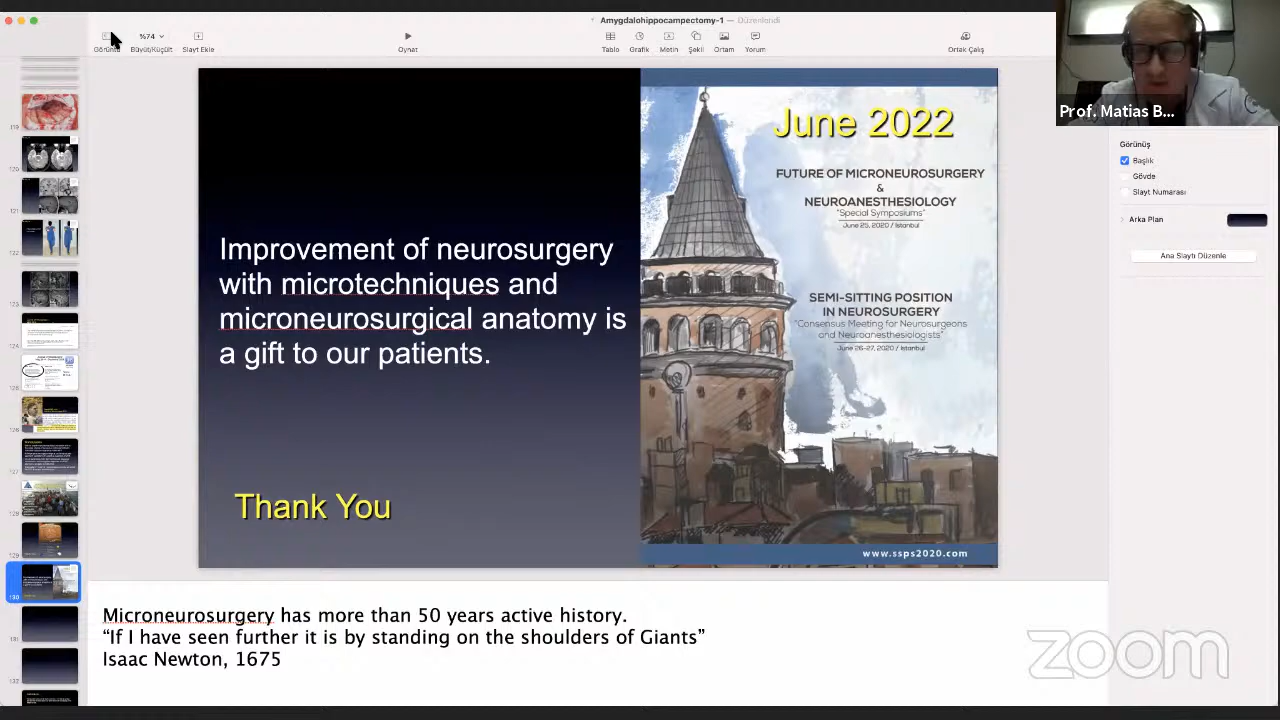 Amygdalohippocampectomy-1 — Düzenlendi
Görüntü
%74
Büyüt/Küçült
Slayt Ekle
Oynat
Tablo
Grafik
Metin
Şekil
Ortam
Yorum
Ortak Çalış
Prof. Matias B...
Görünüş
Başlık
Gövde
Slayt Numarası
Arka Plan
Ana Slaytı Düzenle
June 2022
FUTURE OF MICRONEUROSURGERY
&
NEUROANESTHESIOLOGY
"Special Symposiums"
June 25, 2020 / Istanbul
SEMI-SITTING POSITION
IN NEUROSURGERY
"Consensus Meeting for Neurosurgeons
and Neuroanesthesiologists"
June 26-27, 2020 / Istanbul
www.ssps2020.com
Improvement of neurosurgery
with microtechniques and
microneurosurgical anatomy is
a gift to our patients.
Thank You
Microneurosurgery has more than 50 years active history.
“If I have seen further it is by standing on the shoulders of Giants”
Isaac Newton, 1675
zoom